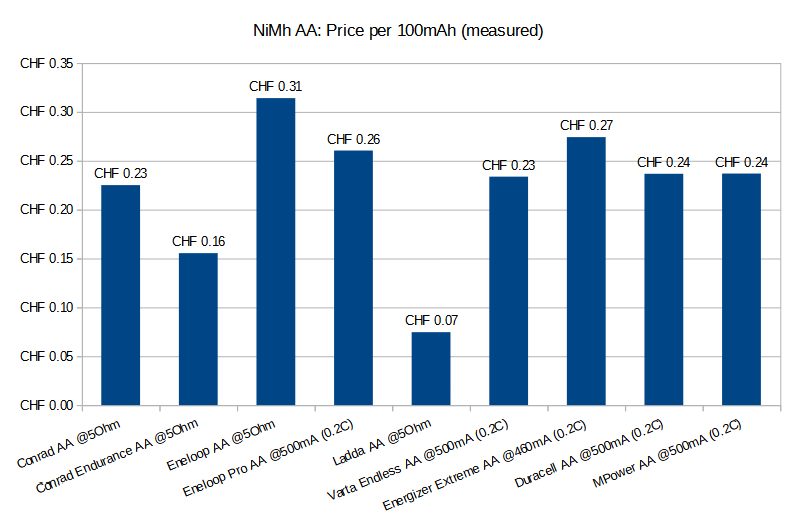 NiMh AA: Price per 100mAh (measured)
CHF 0.35
CHF 0.30
CHF 0.25
CHF 0.20
CHF 0.15
CHF 0.10
CHF 0.05
CHF 0.00
CHF 0.23
CHF 0.16
CHF 0.31
CHF 0.26
CHF 0.07
CHF 0.23
CHF 0.27
CHF 0.24
CHF 0.24
Conrad AA @5Ohm
Conrad Endurance AA @5Ohm
Eneloop AA @5Ohm
Eneloop Pro AA @500mA (0.2C)
Ladda AA @5Ohm
Varta Endless AA @500mA (0.2C)
Energizer Extreme AA @460mA (0.2C)
Duracell AA @500mA (0.2C)
MPower AA @500mA (0.2C)